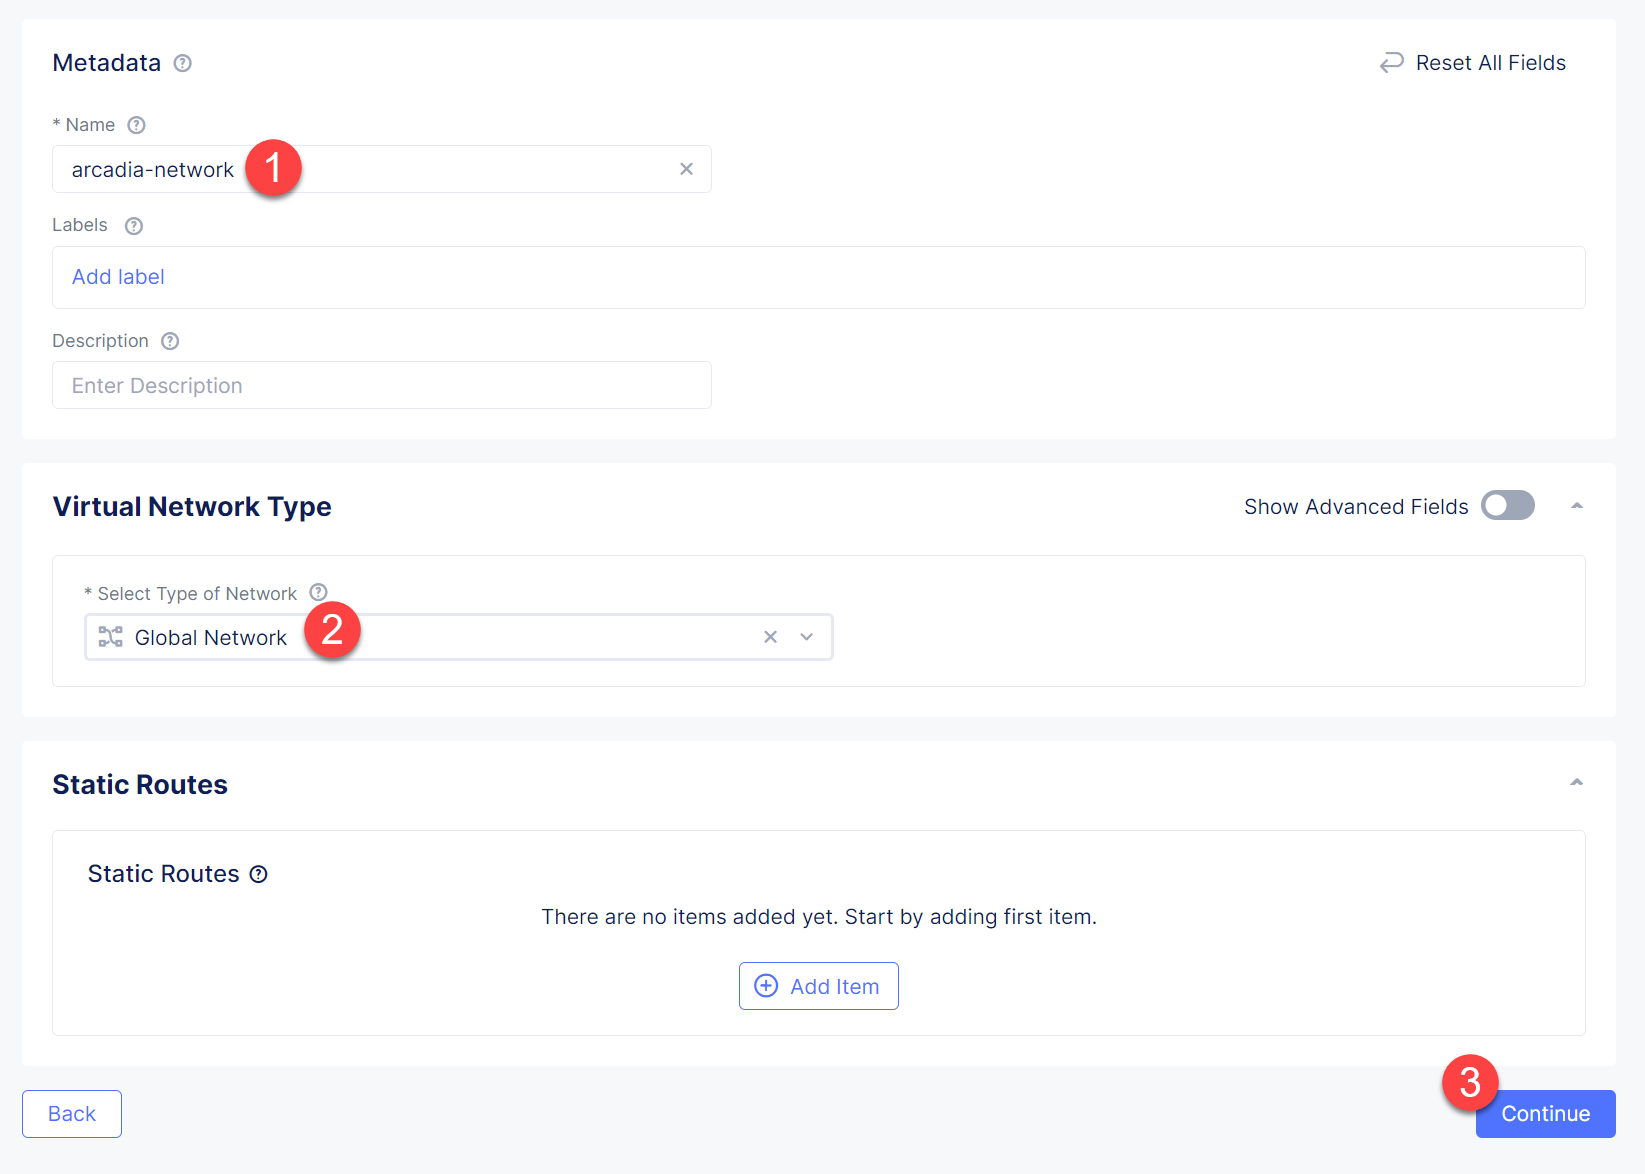 Metadata
Reset All Fields
* Name
arcadia-network
1
Labels
Add label
Description
Enter Description
Virtual Network Type
Show Advanced Fields
* Select Type of Network
Global Network
2
Static Routes
Static Routes
There are no items added yet. Start by adding first item.
Add Item
3
Back
Continue